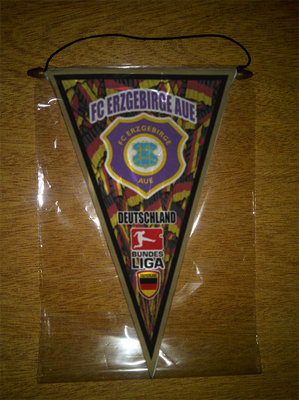 FC ERZGEBIRGE AUE
FC ERZGEBIRGE
AUE
DEUTSCHLAND
BUNDES
LIGA